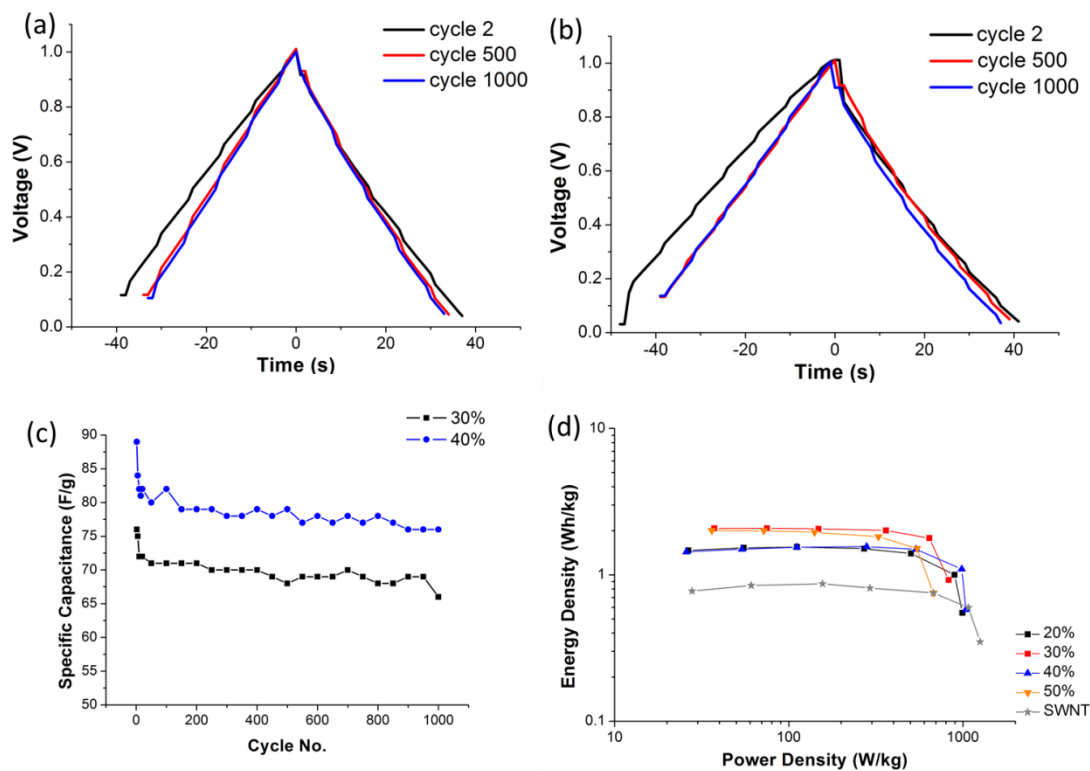 (a)
cycle 2
cycle 500
cycle 1000
1.0
0.8
0.6
0.4
0.2
0.0
Voltage (V)
-40 -20 0 20 40
Time (s)
(b)
cycle 2
cycle 500
cycle 1000
1.0
0.8
0.6
0.4
0.2
0.0
Voltage (V)
-40 -20 0 20 40
Time (s)
(c)
30%
40%
90
85
80
75
70
65
60
55
50
Specific Capacitance (F/g)
0 200 400 600 800 1000
Cycle No.
(d)
10
1
0.1
Energy Density (Wh/kg)
20%
30%
40%
50%
SWNT
10 100 1000
Power Density (W/kg)